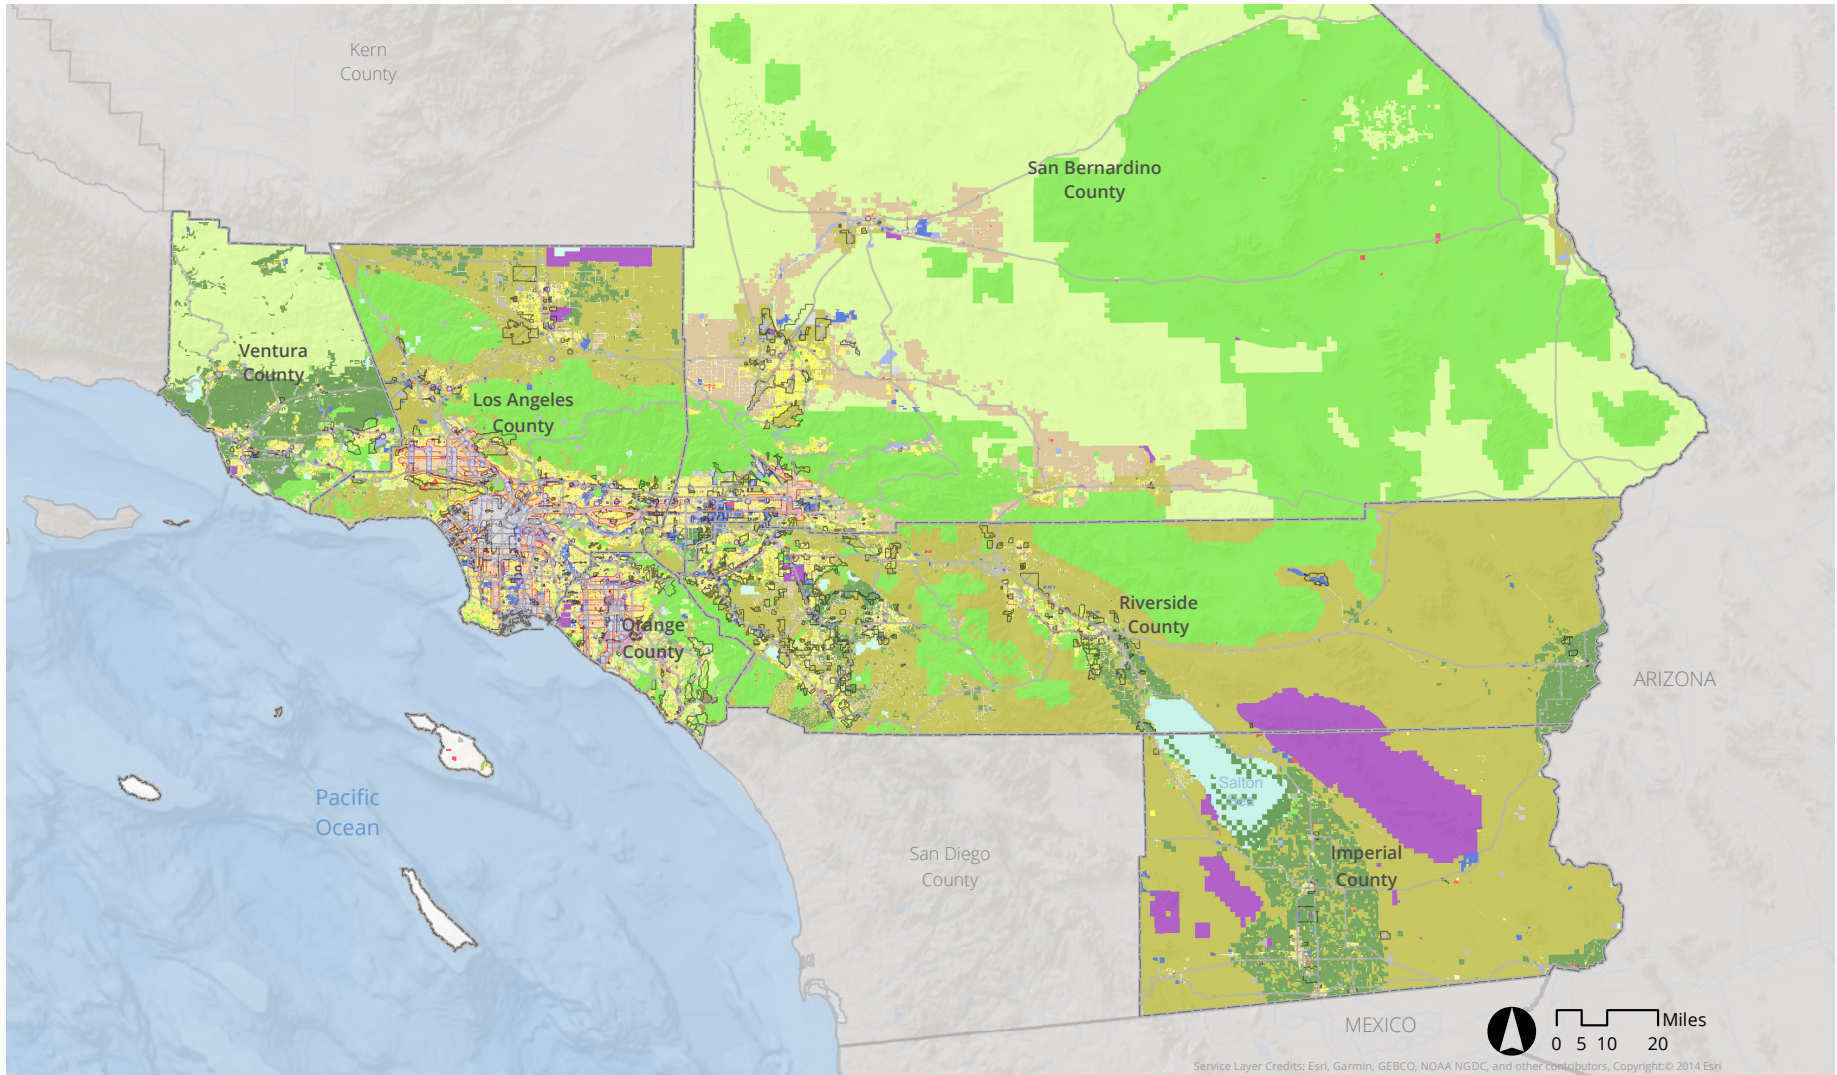 Kern
County
San Bernardino
County
Ventura
County
Los Angeles
County
Riverside
County
Orange
County
ARIZONA
Salton
Sea
Pacific
Ocean
San Diego
County
Imperial
County
MEXICO
Miles
0 5 10 20
Service Layer Credits: Esri, Garmin, GEBCO, NOAA NGDC, and other contributors, Copyright:© 2014 Esri